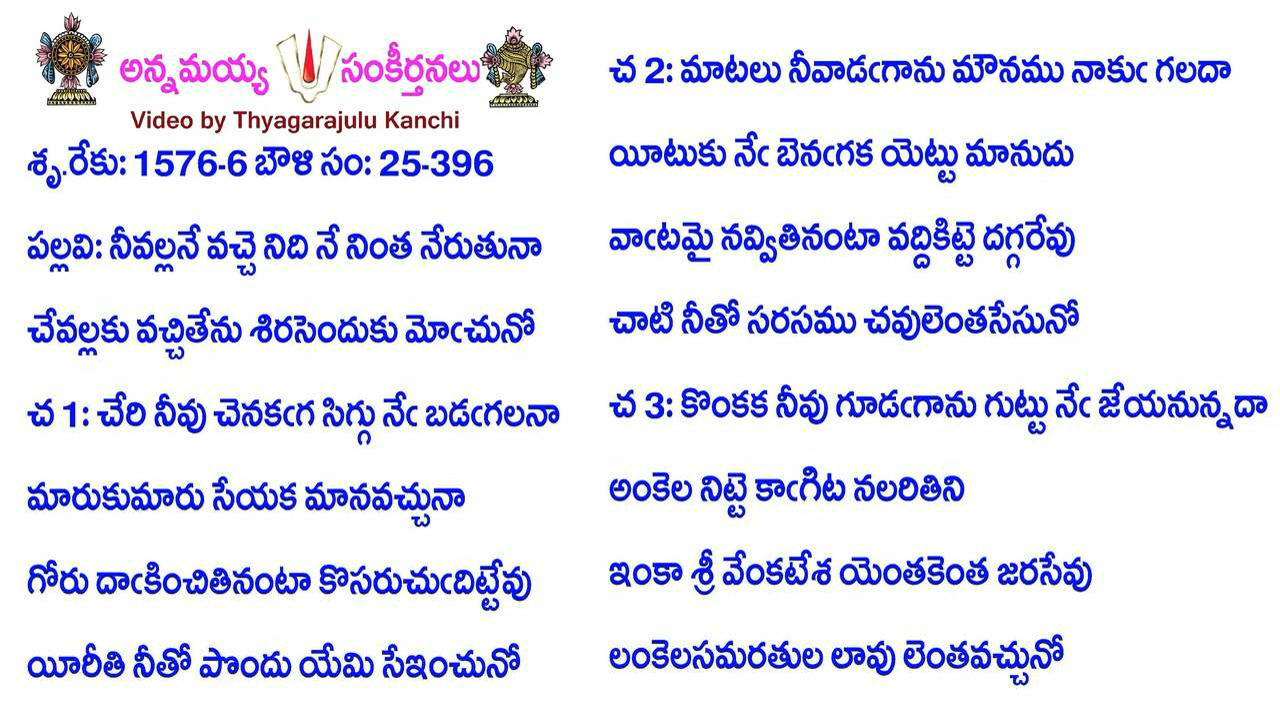 అన్నమయ్య సంకీర్తనలు
Video by Thyagarajulu Kanchi
శృ.రేకు: 1576-6 బౌళి సం: 25-396
పల్లవి: నీవల్లనే వచ్చె నిది నే నింత నేరుతునా
చేవల్లకు వచ్చితేను శిరసెందుకు మోఁచునో
చ 1: చేరి నీవు చెనకఁగ సిగ్గు నేఁ బడఁగలనా
మారుకుమారు సేయక మానవచ్చునా
గోరు దాఁకించితినంటా కొసరుచుఁదిట్టేవు
యీరీతి నీతో పొందు యేమి సేఇంచునో
చ 2: మాటలు నీవాడఁగాను మౌనము నాకుఁ గలదా
యీటుకు నేఁ బెనఁగక యెట్టు మానుదు
వాఁటమై నవ్వితినంటా వద్దికిట్టె దగ్గరేవు
చాటి నీతో సరసము చవులెంతసేసునో
చ 3: కొంకక నీవు గూడఁగాను గుట్టు నేఁ జేయనున్నదా
అంకెల నిట్టె కాఁగిట నలరితిని
ఇంకా శ్రీ వేంకటేశ యెంతకెంత జరసేవు
లంకెలసమరతుల లావు లెంతవచ్చునో